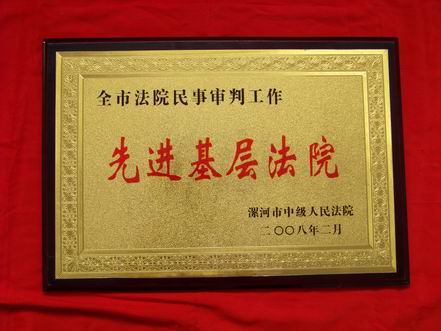 全市法院民事审判工作
先进基层法院
漯河市中级人民法院
二〇〇八年二月